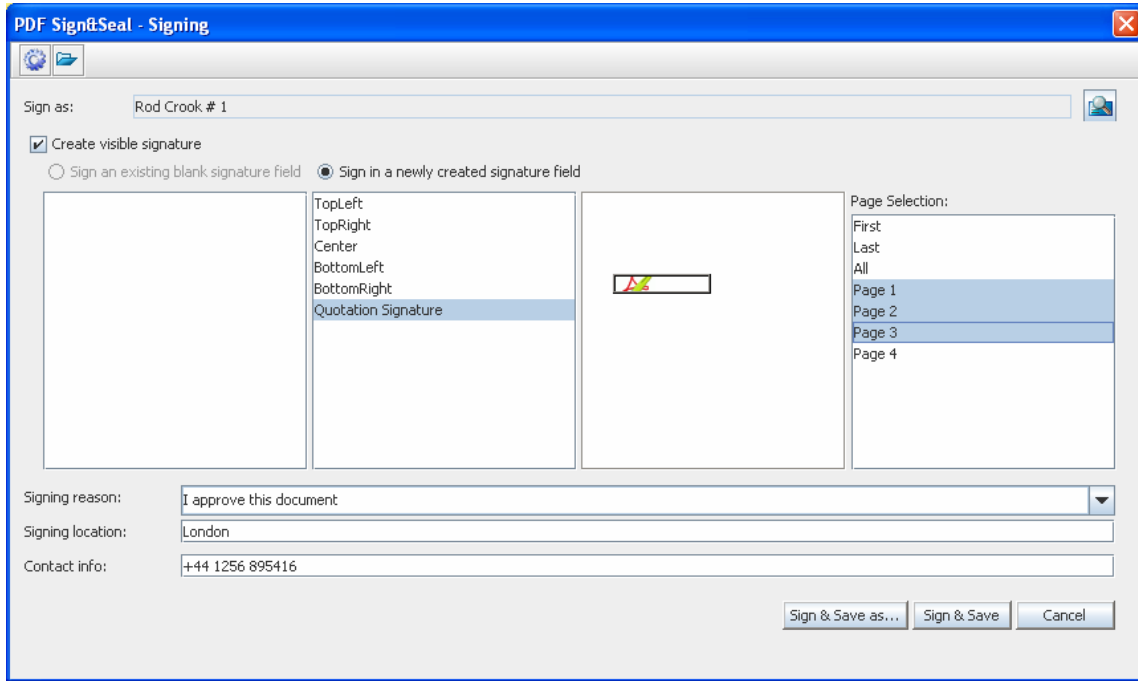 PDF Sign&Seal - Signing
Sign as: Rod Crook # 1
Create visible signature
Sign an existing blank signature field Sign in a newly created signature field
TopLeft
TopRight
Center
BottomLeft
BottomRight
Quotation Signature
Page Selection:
First
Last
All
Page 1
Page 2
Page 3
Page 4
Signing reason: I approve this document
Signing location: London
Contact info: +44 1256 895416
Sign & Save as... Sign & Save Cancel